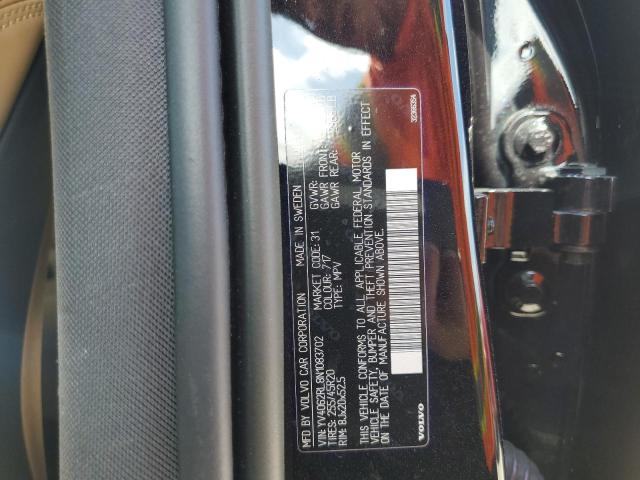 MFD BY VOLVO CAR CORPORATION MADE IN SWEDEN
VIN: YV4062RL8N1083702 MARKET CODE: 31 GVWR:
TIRES: 255/45R20 COLOUR: 717 GAWR FRONT:
RIM: 8Jx20x52.5 TYPE: MPV GAWR REAR:
THIS VEHICLE CONFORMS TO ALL APPLICABLE FEDERAL MOTOR
VEHICLE SAFETY, BUMPER AND THEFT PREVENTION STANDARDS IN EFFECT
ON THE DATE OF MANUFACTURE SHOWN ABOVE.
VOLVO
32366354